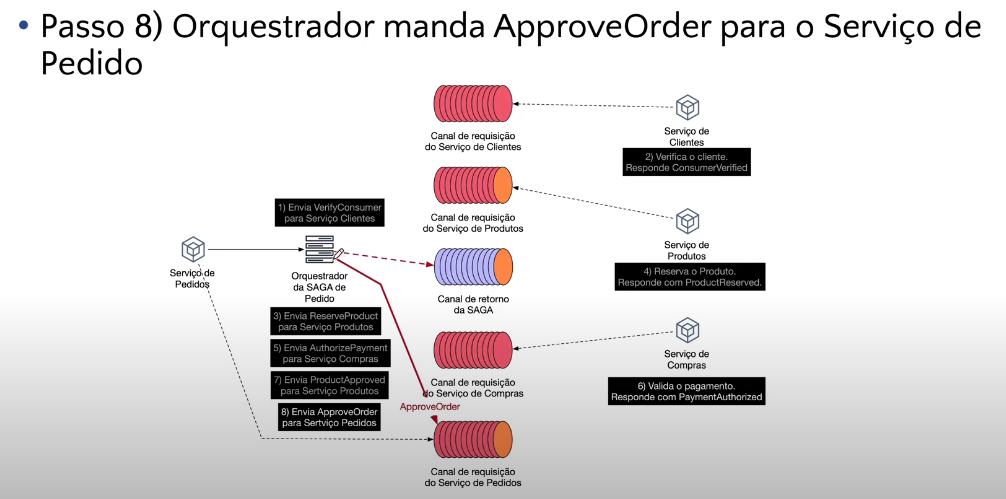 • Passo 8) Orquestrador manda ApproveOrder para o Serviço de
Pedido
Canal de requisição
do Serviço de Clientes
Serviço de
Clientes
2) Verifica o cliente.
Responde ConsumerVerified
Canal de requisição
do Serviço de Produtos
Serviço de
Produtos
4) Reserva o Produto.
Responde com ProductReserved.
1) Envia VerifyConsumer
para Serviço Clientes
Serviço de
Pedidos
Orquestrador
da SAGA de
Pedido
Canal de retorno
da SAGA
3) Envia ReserveProduct
para Serviço Produtos
5) Envia AuthorizePayment
para Serviço Compras
7) Envia ProductApproved
para Sertviço Produtos
8) Envia ApproveOrder
para Sertviço Pedidos
Canal de requisição
do Serviço de Compras
Serviço de
Compras
6) Valida o pagamento.
Responde com PaymentAuthorized
ApproveOrder
Canal de requisição
do Serviço de Pedidos